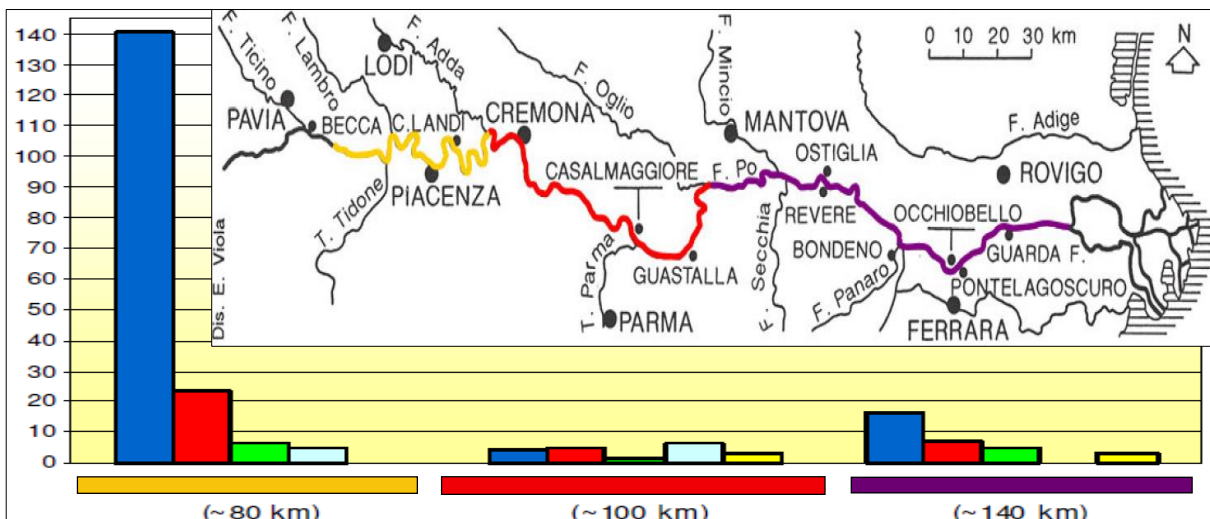 140
130
120
110
100
90
80
70
60
50
40
30
20
10
0
F. Ticino
F. Lambro
F. Adda
LODI
PAVIA
BECCA
C.LANDI
CREMONA
F. Oglio
F. Mincio
MANTOVA
0 10 20 30 km
N
F. Adige
OSTIGLIA
ROVIGO
CASALMAGGIORE
F. Po
PiACENZA
T. Tidone
REVERE
OCCHIOBELLO
BONDENO
GUARDA F.
GUASTALLA
T. Parma
F. Secchia
F. Panaro
PONTELAGOSCURO
PARMA
FERRARA
Dis. E. Viola
(~80 km)
(~100 km)
(~140 km)